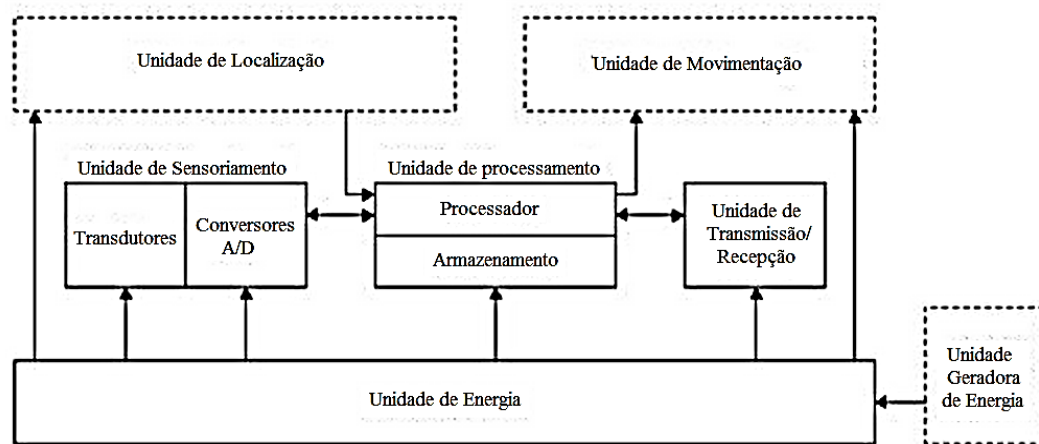 Unidade de Localização
Unidade de Movimentação
Unidade de Sensoriamento
Unidade de processamento
Transdutores
Conversores
A/D
Processador
Armazenamento
Unidade de
Transmissão/
Recepção
Unidade de Energia
Unidade
Geradora
de Energia